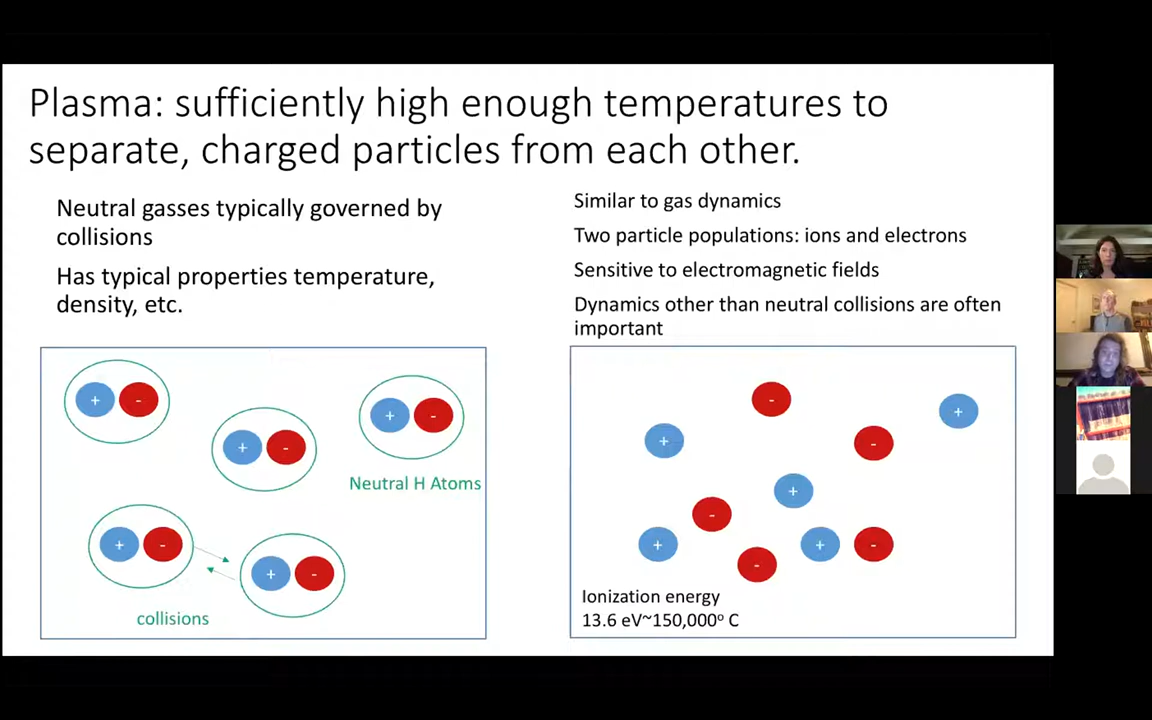 Plasma: sufficiently high enough temperatures to
separate, charged particles from each other.
Neutral gasses typically governed by
collisions
Has typical properties temperature,
density, etc.
Similar to gas dynamics
Two particle populations: ions and electrons
Sensitive to electromagnetic fields
Dynamics other than neutral collisions are often
important
+ -
+ -
+ -
Neutral H Atoms
+ -
+ -
collisions
-
+
+
-
+
-
+
+ -
-
Ionization energy
13.6 eV~150,000º C